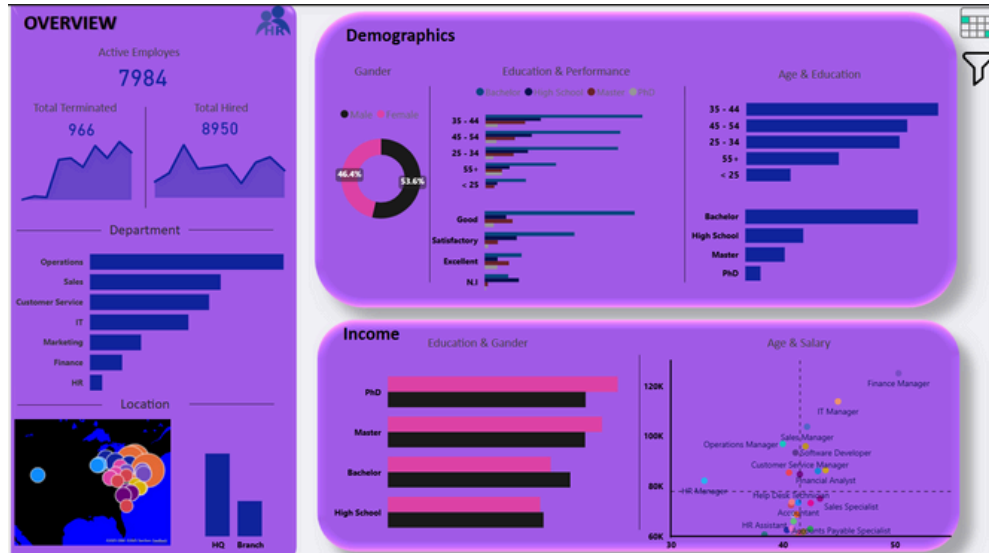 OVERVIEW
HR
Active Employes
7984
Total Terminated
Total Hired
966
8950
Department
Operations
Sales
Customer Service
IT
Marketing
Finance
HR
Location
HQ
Branch
Demographics
Gander
Male
Female
46.4%
53.6%
Education & Performance
Bachelor
High School
Master
PhD
35 - 44
45 - 54
25 - 34
55+
< 25
Good
Satisfactory
Excellent
N.I
Age & Education
35 - 44
45 - 54
25 - 34
55+
< 25
Bachelor
High School
Master
PhD
Income
Education & Gander
PhD
Master
Bachelor
High School
Age & Salary
120K
100K
80K
60K
30
40
50
Finance Manager
IT Manager
Sales Manager
Operations Manager
Software Developer
Customer Service Manager
Financial Analyst
HR Manager
Help Desk Technician
Sales Specialist
Accountant
HR Assistant
Accounts Payable Specialist